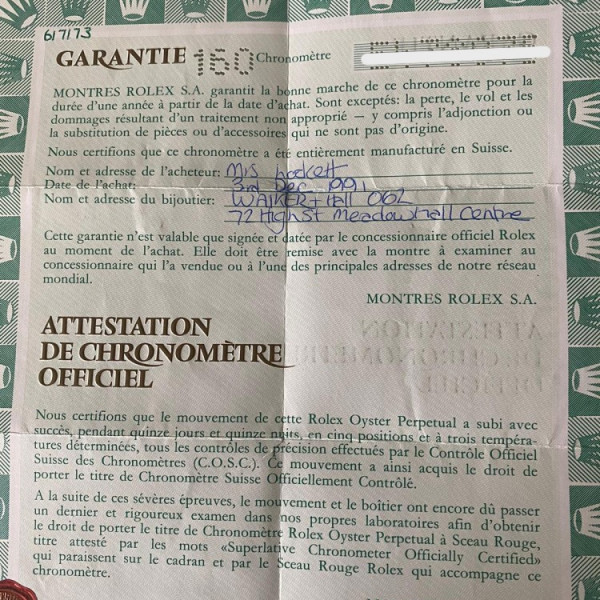 6/7/73
GARANTIE 160 Chronomètre
MONTRES ROLEX S.A. garantit la bonne marche de ce chronomètre pour la
durée d'une année à partir de la date d'achat. Sont exceptés: la perte, le vol et les
dommages résultant d'un traitement non approprié – y compris l'adjonction ou
la substitution de pièces ou d'accessoires qui ne sont pas d'origine.
Nous certifions que ce chronomètre a été entièrement manufacturé en Suisse.
Nom et adresse de l'acheteur: Mrs Lockett
Date de l'achat: 3rd Dec 1991
Nom et adresse du bijoutier: WALKER + Hall 062
72 High St Meadowhall Centre
Cette garantie n'est valable que signée et datée par le concessionnaire officiel Rolex
au moment de l'achat. Elle doit être remise avec la montre à examiner au
concessionnaire qui l'a vendue ou à l'une des principales adresses de notre réseau
mondial.
MONTRES ROLEX S.A.
ATTESTATION
DE CHRONOMÈTRE
OFFICIEL
Nous certifions que le mouvement de cette Rolex Oyster Perpetual a subi avec
succès, pendant quinze jours et quinze nuits, en cinq positions et à trois tempéra-
tures déterminées, tous les contrôles de précision effectués par le Contrôle Officiel
Suisse des Chronomètres (C.O.S.C.). Ce mouvement a ainsi acquis le droit de
porter le titre de Chronomètre Suisse Officiellement Contrôlé.
A la suite de ces sévères épreuves, le mouvement et le boîtier ont encore dû passer
un dernier et rigoureux examen dans nos propres laboratoires afin d'obtenir
le droit de porter le titre de Chronomètre Rolex Oyster Perpetual à Sceau Rouge,
titre attesté par les mots «Superlative Chronometer Officially Certified»
qui paraissent sur le cadran et par le Sceau Rouge Rolex qui accompagne ce
chronomètre.